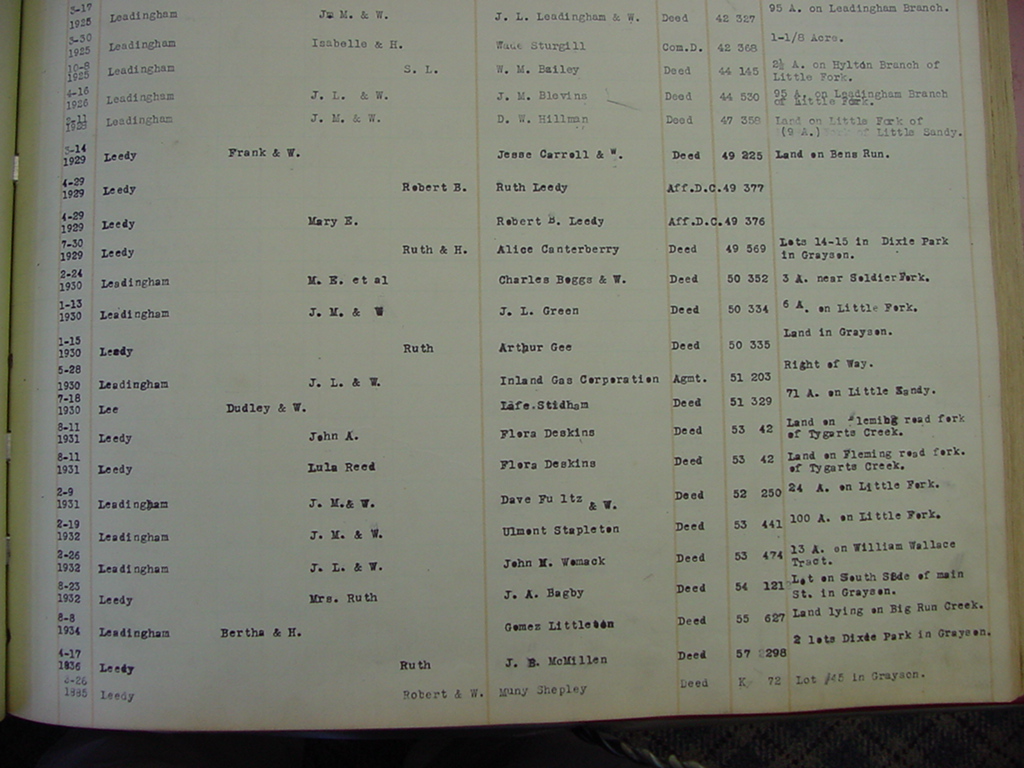 3-17 1925 Leadingham Jm M. & W. J. L. Leadingham & W. Deed 42 327 95 A. on Leadingham Branch.
3-30 1925 Leadingham Isabelle & H. Wade Sturgill Com.D. 42 368 1-1/8 Acre.
10-8 1925 Leadingham S. L. W. M. Bailey Deed 44 145 2½ A. on Hylton Branch of
Little Fork.
4-16 1926 Leadingham J. L. & W. J. M. Blevins Deed 44 530 95 A. on Leadingham Branch
of Little Fork.
Leadingham J. M. & W. D. W. Hillman Deed 47 358 Land on Little Fork of
(9 A.) Little Sandy.
3-14 1929 Leedy Frank & W. Jesse Carroll & W. Deed 49 225 Land on Bens Run.
4-29 1929 Leedy Robert B. Ruth Leedy Aff.D.C. 49 377
4-29 1929 Leedy Mary E. Robert B. Leedy Aff.D.C. 49 376
7-30 1929 Leedy Ruth & H. Alice Canterberry Deed 49 569 Lots 14-15 in Dixie Park
in Grayson.
2-24 1930 Leadingham M. E. et al Charles Boggs & W. Deed 50 352 3 A. near Soldier Fork.
1-13 1930 Leadingham J. M. & W J. L. Green Deed 50 334 6 A. on Little Fork.
1-15 1930 Leedy Ruth Arthur Gee Deed 50 335 Land in Grayson.
5-28 1930 Leadingham J. L. & W. Inland Gas Corporation Agmt. 51 203 Right of Way.
7-18 1930 Lee Dudley & W. Lafe Stidham Deed 51 329 71 A. on Little Sandy.
8-11 1931 Leedy John A. Flora Deskins Deed 53 42 Land on Fleming road fork
of Tygarts Creek.
8-11 1931 Leedy Lula Reed Flora Deskins Deed 53 42 Land on Fleming road fork.
of Tygarts Creek.
2-9 1931 Leadingham J. M.& W. Dave Fultz & W. Deed 52 250 24 A. on Little Fork.
2-19 1932 Leadingham J. M. & W. Ulmont Stapleton Deed 53 441 100 A. on Little Fork.
2-26 1932 Leadingham J. L. & W. John M. Womack Deed 53 474 13 A. on William Wallace
Tract.
8-23 1932 Leedy Mrs. Ruth J. A. Bagby Deed 54 121 Lot on South Side of main
St. in Grayson.
8-8 1934 Leadingham Bertha & H. Gomez Littleton Deed 55 627 Land lying on Big Run Creek.
4-17 1936 Leedy Ruth J. B. McMillen Deed 57 298 2 lots Dixie Park in Grayson.
1885 Leedy Robert & W. Muny Shepley Deed K 72 Lot #45 in Grayson.